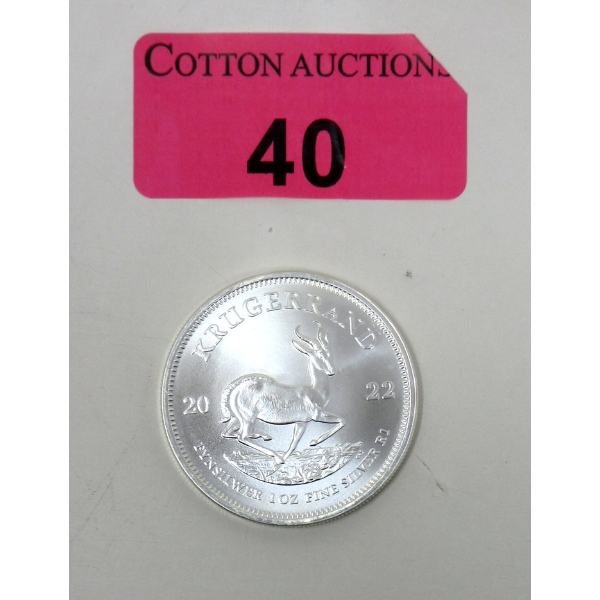 COTTON AUCTIONS
40
KRUGERRAND
20 22
FYNSILWER 1 OZ FINE SILVER R1